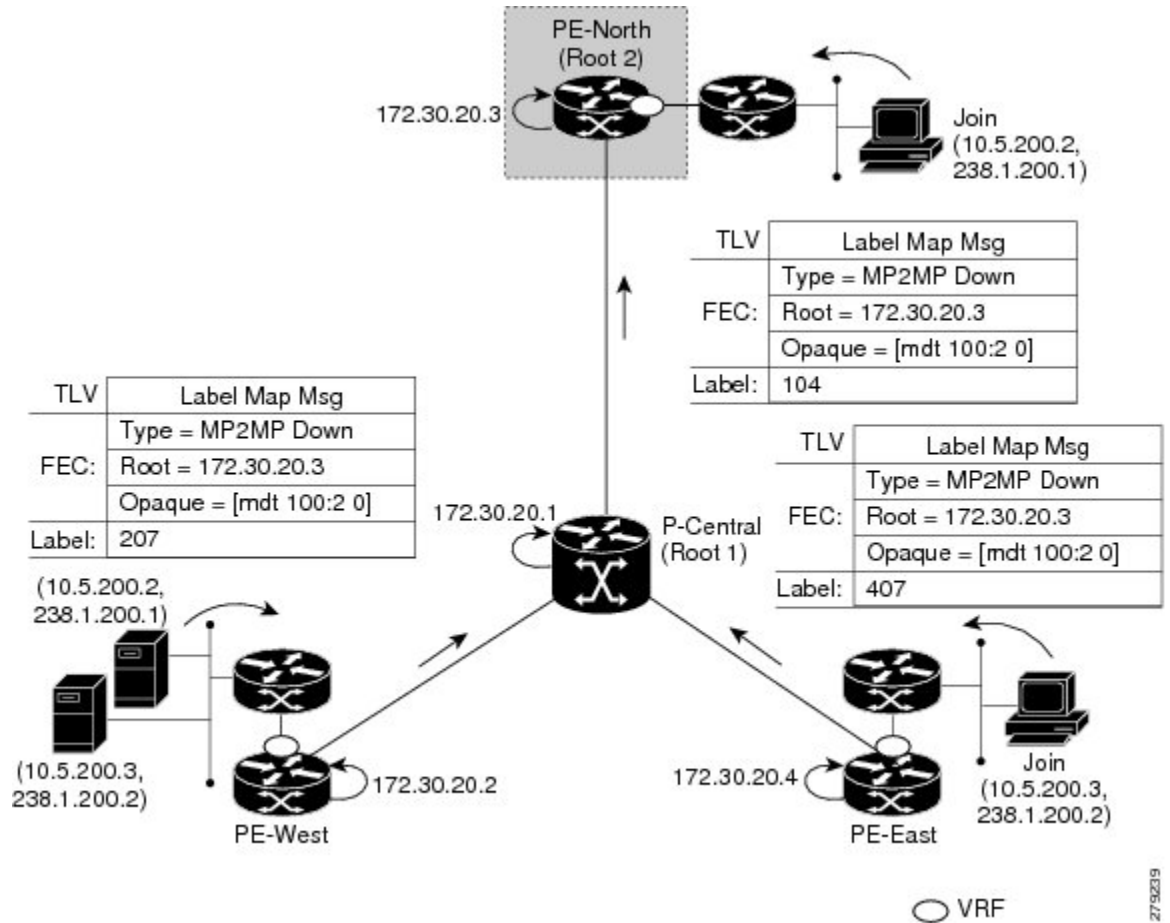 PE-North
(Root 2)
172.30.20.3
Join
(10.5.200.2,
238.1.200.1)
TLV Label Map Msg
FEC: Type = MP2MP Down
Root = 172.30.20.3
Opaque = [mdt 100:2 0]
Label: 104
TLV Label Map Msg
FEC: Type = MP2MP Down
Root = 172.30.20.3
Opaque = [mdt 100:2 0]
Label: 207
TLV Label Map Msg
FEC: Type = MP2MP Down
Root = 172.30.20.3
Opaque = [mdt 100:2 0]
Label: 407
172.30.20.1
P-Central
(Root 1)
(10.5.200.2,
238.1.200.1)
(10.5.200.3,
238.1.200.2)
172.30.20.2
PE-West
172.30.20.4
PE-East
Join
(10.5.200.3,
238.1.200.2)
VRF
279239